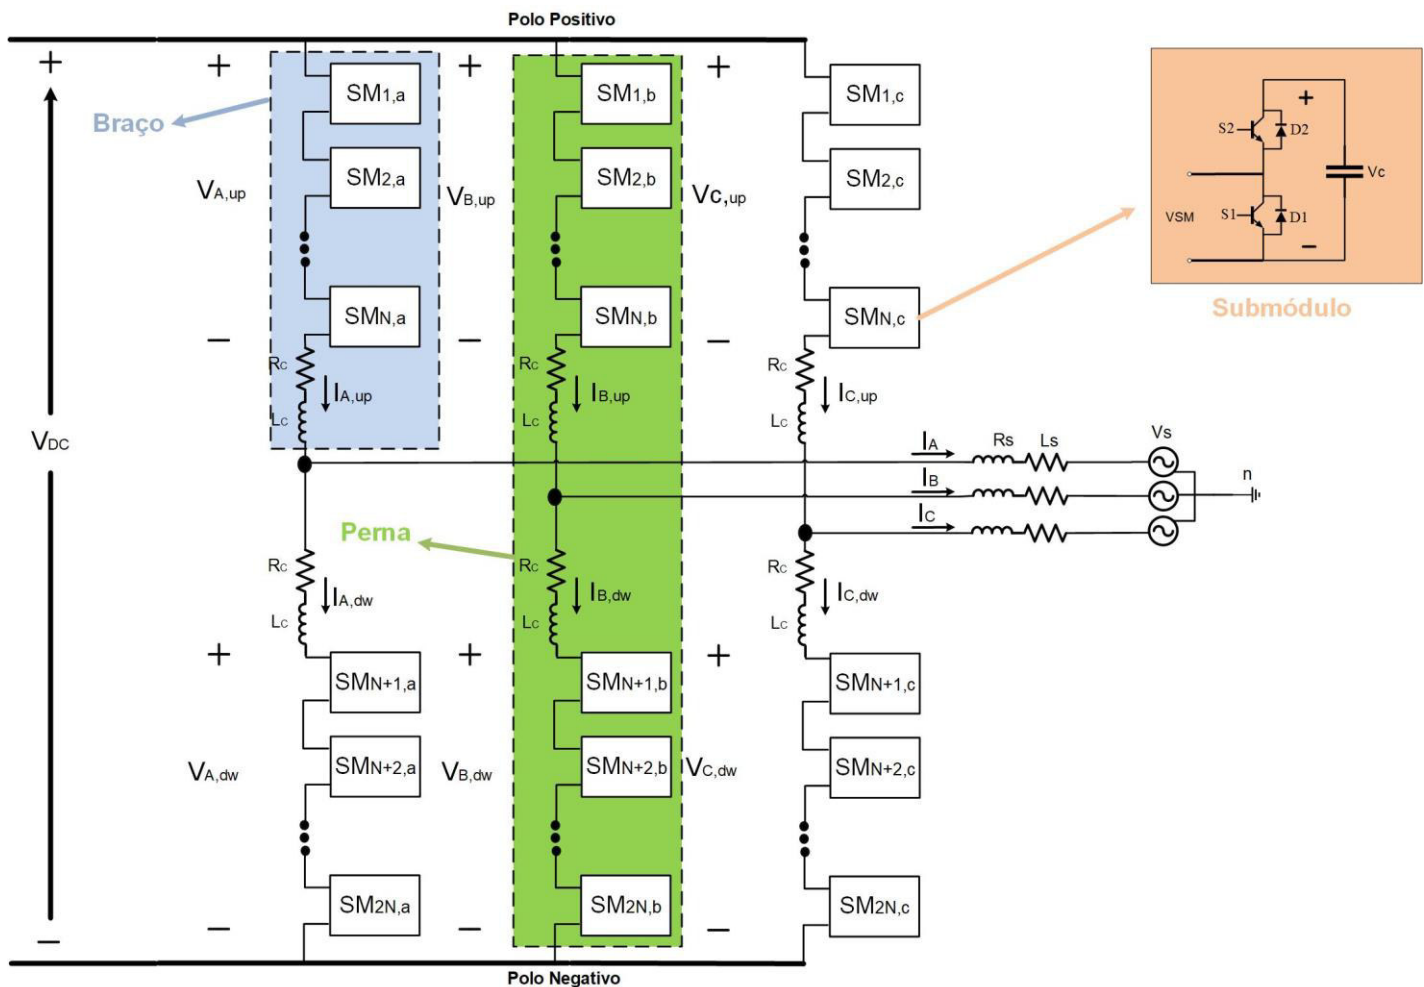 Polo Positivo
+
+
+
+
SM1,a
SM1,b
SM1,c
Braço
SM2,a
SM2,b
SM2,c
VA,up
VB,up
VC,up
SMN,a
SMN,b
SMN,c
−
−
−
+
S2
D2
Vc
VSM
S1
D1
−
Submódulo
Rc
Rc
Rc
IA,up
IB,up
IC,up
Lc
Lc
Lc
VDC
IA
Rs
Ls
Vs
IB
n
IC
Perna
Rc
Rc
Rc
IA,dw
IB,dw
IC,dw
Lc
Lc
Lc
+
+
+
SMN+1,a
SMN+1,b
SMN+1,c
VA,dw
SMN+2,a
VB,dw
SMN+2,b
VC,dw
SMN+2,c
SM2N,a
SM2N,b
SM2N,c
−
−
−
−
Polo Negativo